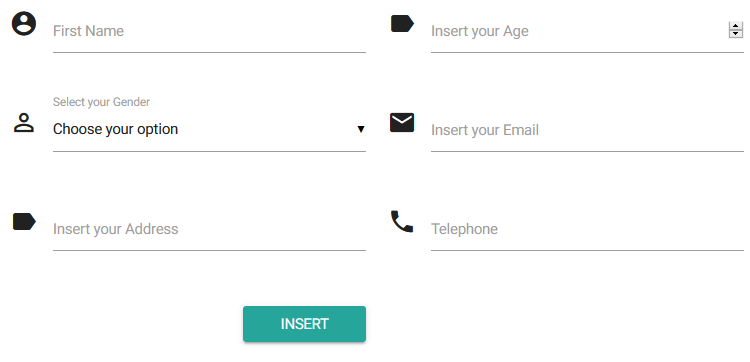 First Name
Insert your Age
Select your Gender
Choose your option
Insert your Email
Insert your Address
Telephone
INSERT